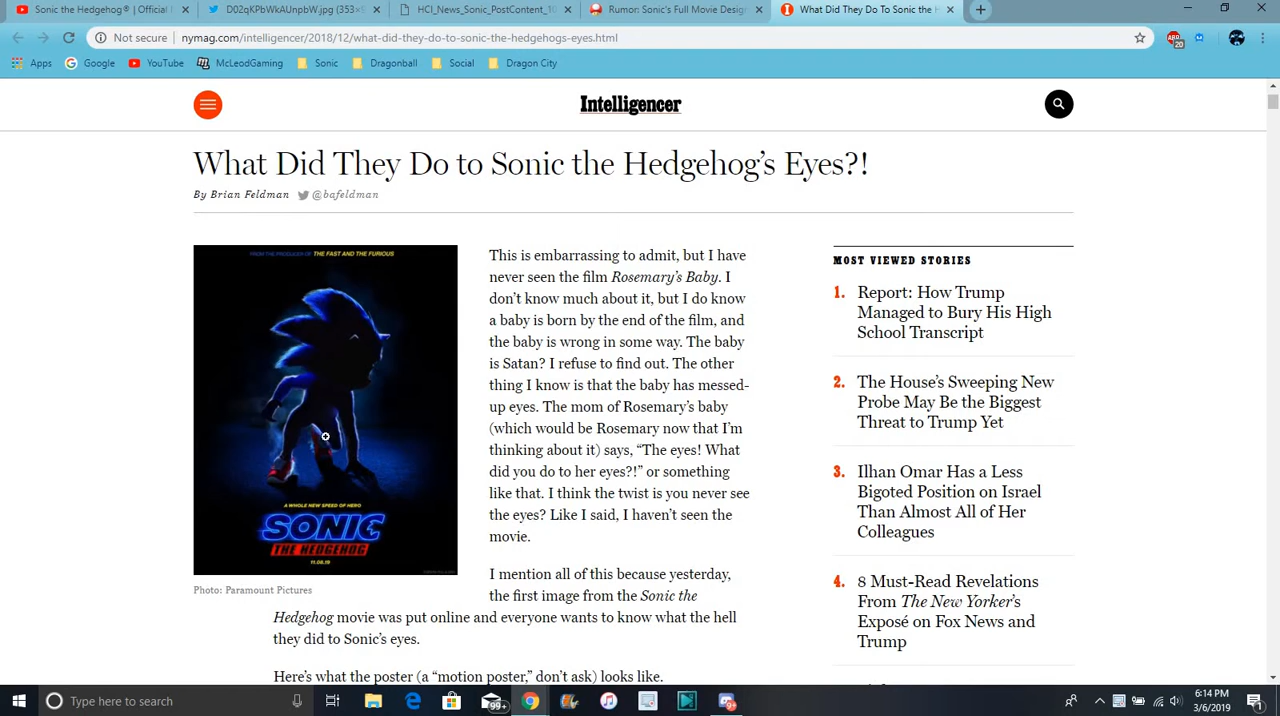 Sonic the Hedgehog® | Official
D02qKPbWkAUnpbW.jpg (353×
HCI_News_Sonic_PostContent_10
Rumor: Sonic's Full Movie Desig
What Did They Do To Sonic the H
Not secure | nymag.com/intelligencer/2018/12/what-did-they-do-to-sonic-the-hedgehogs-eyes.html
20
Apps Google YouTube McLeodGaming Sonic Dragonball Social Dragon City
Intelligencer
What Did They Do to Sonic the Hedgehog's Eyes?!
By Brian Feldman @bafeldman
FROM THE PRODUCER OF THE FAST AND THE FURIOUS
A WHOLE NEW SPEED OF HERO
SONIC
THE HEDGEHOG
11.08.19
Photo: Paramount Pictures
This is embarrassing to admit, but I have
never seen the film Rosemary's Baby. I
don't know much about it, but I do know
a baby is born by the end of the film, and
the baby is wrong in some way. The baby
is Satan? I refuse to find out. The other
thing I know is that the baby has messed-
up eyes. The mom of Rosemary's baby
(which would be Rosemary now that I'm
thinking about it) says, “The eyes! What
did you do to her eyes?!” or something
like that. I think the twist is you never see
the eyes? Like I said, I haven't seen the
movie.
I mention all of this because yesterday,
the first image from the Sonic the
Hedgehog movie was put online and everyone wants to know what the hell
they did to Sonic's eyes.
Here's what the poster (a “motion poster,” don't ask) looks like.
MOST VIEWED STORIES
1. Report: How Trump
Managed to Bury His High
School Transcript
2. The House's Sweeping New
Probe May Be the Biggest
Threat to Trump Yet
3. Ilhan Omar Has a Less
Bigoted Position on Israel
Than Almost All of Her
Colleagues
4. 8 Must-Read Revelations
From The New Yorker's
Exposé on Fox News and
Trump
Type here to search
99+
9+
6:14 PM
3/6/2019
1